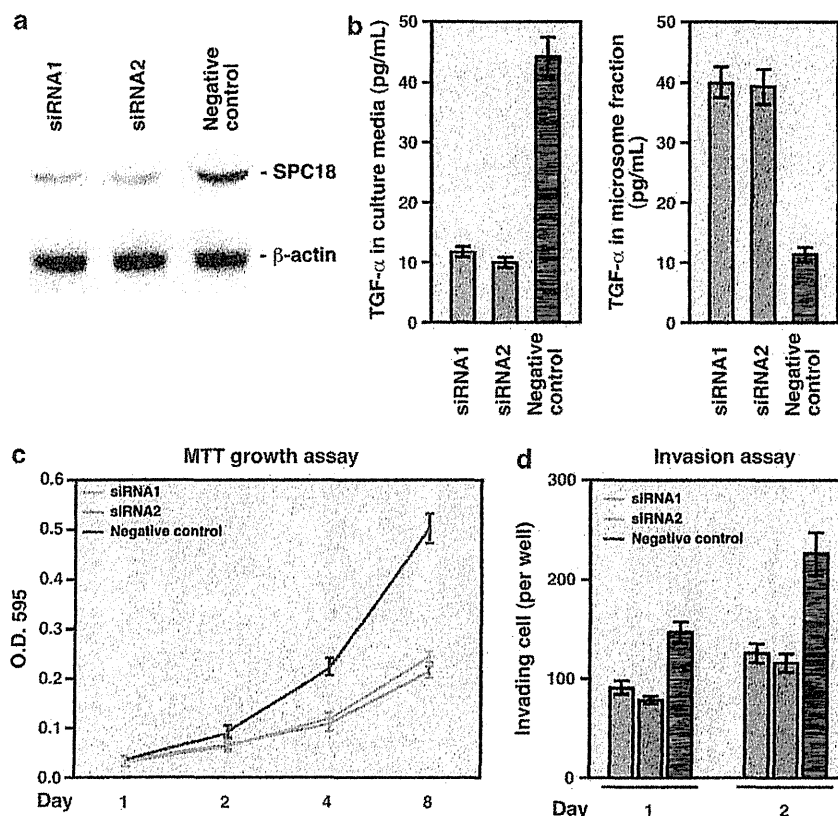 a
siRNA1
siRNA2
Negative
control
- SPC18
- β-actin
b
TGF-α in culture media (pg/mL)
50
40
30
20
10
0
siRNA1
siRNA2
Negative
control
TGF-α in microsome fraction
(pg/mL)
50
40
30
20
10
0
siRNA1
siRNA2
Negative
control
c
MTT growth assay
siRNA1
siRNA2
Negative control
O.D. 595
0.6
0.5
0.4
0.3
0.2
0.1
0.0
Day 1 2 4 8
d
Invasion assay
siRNA1
siRNA2
Negative control
Invading cell (per well)
300
200
100
0
Day 1 2